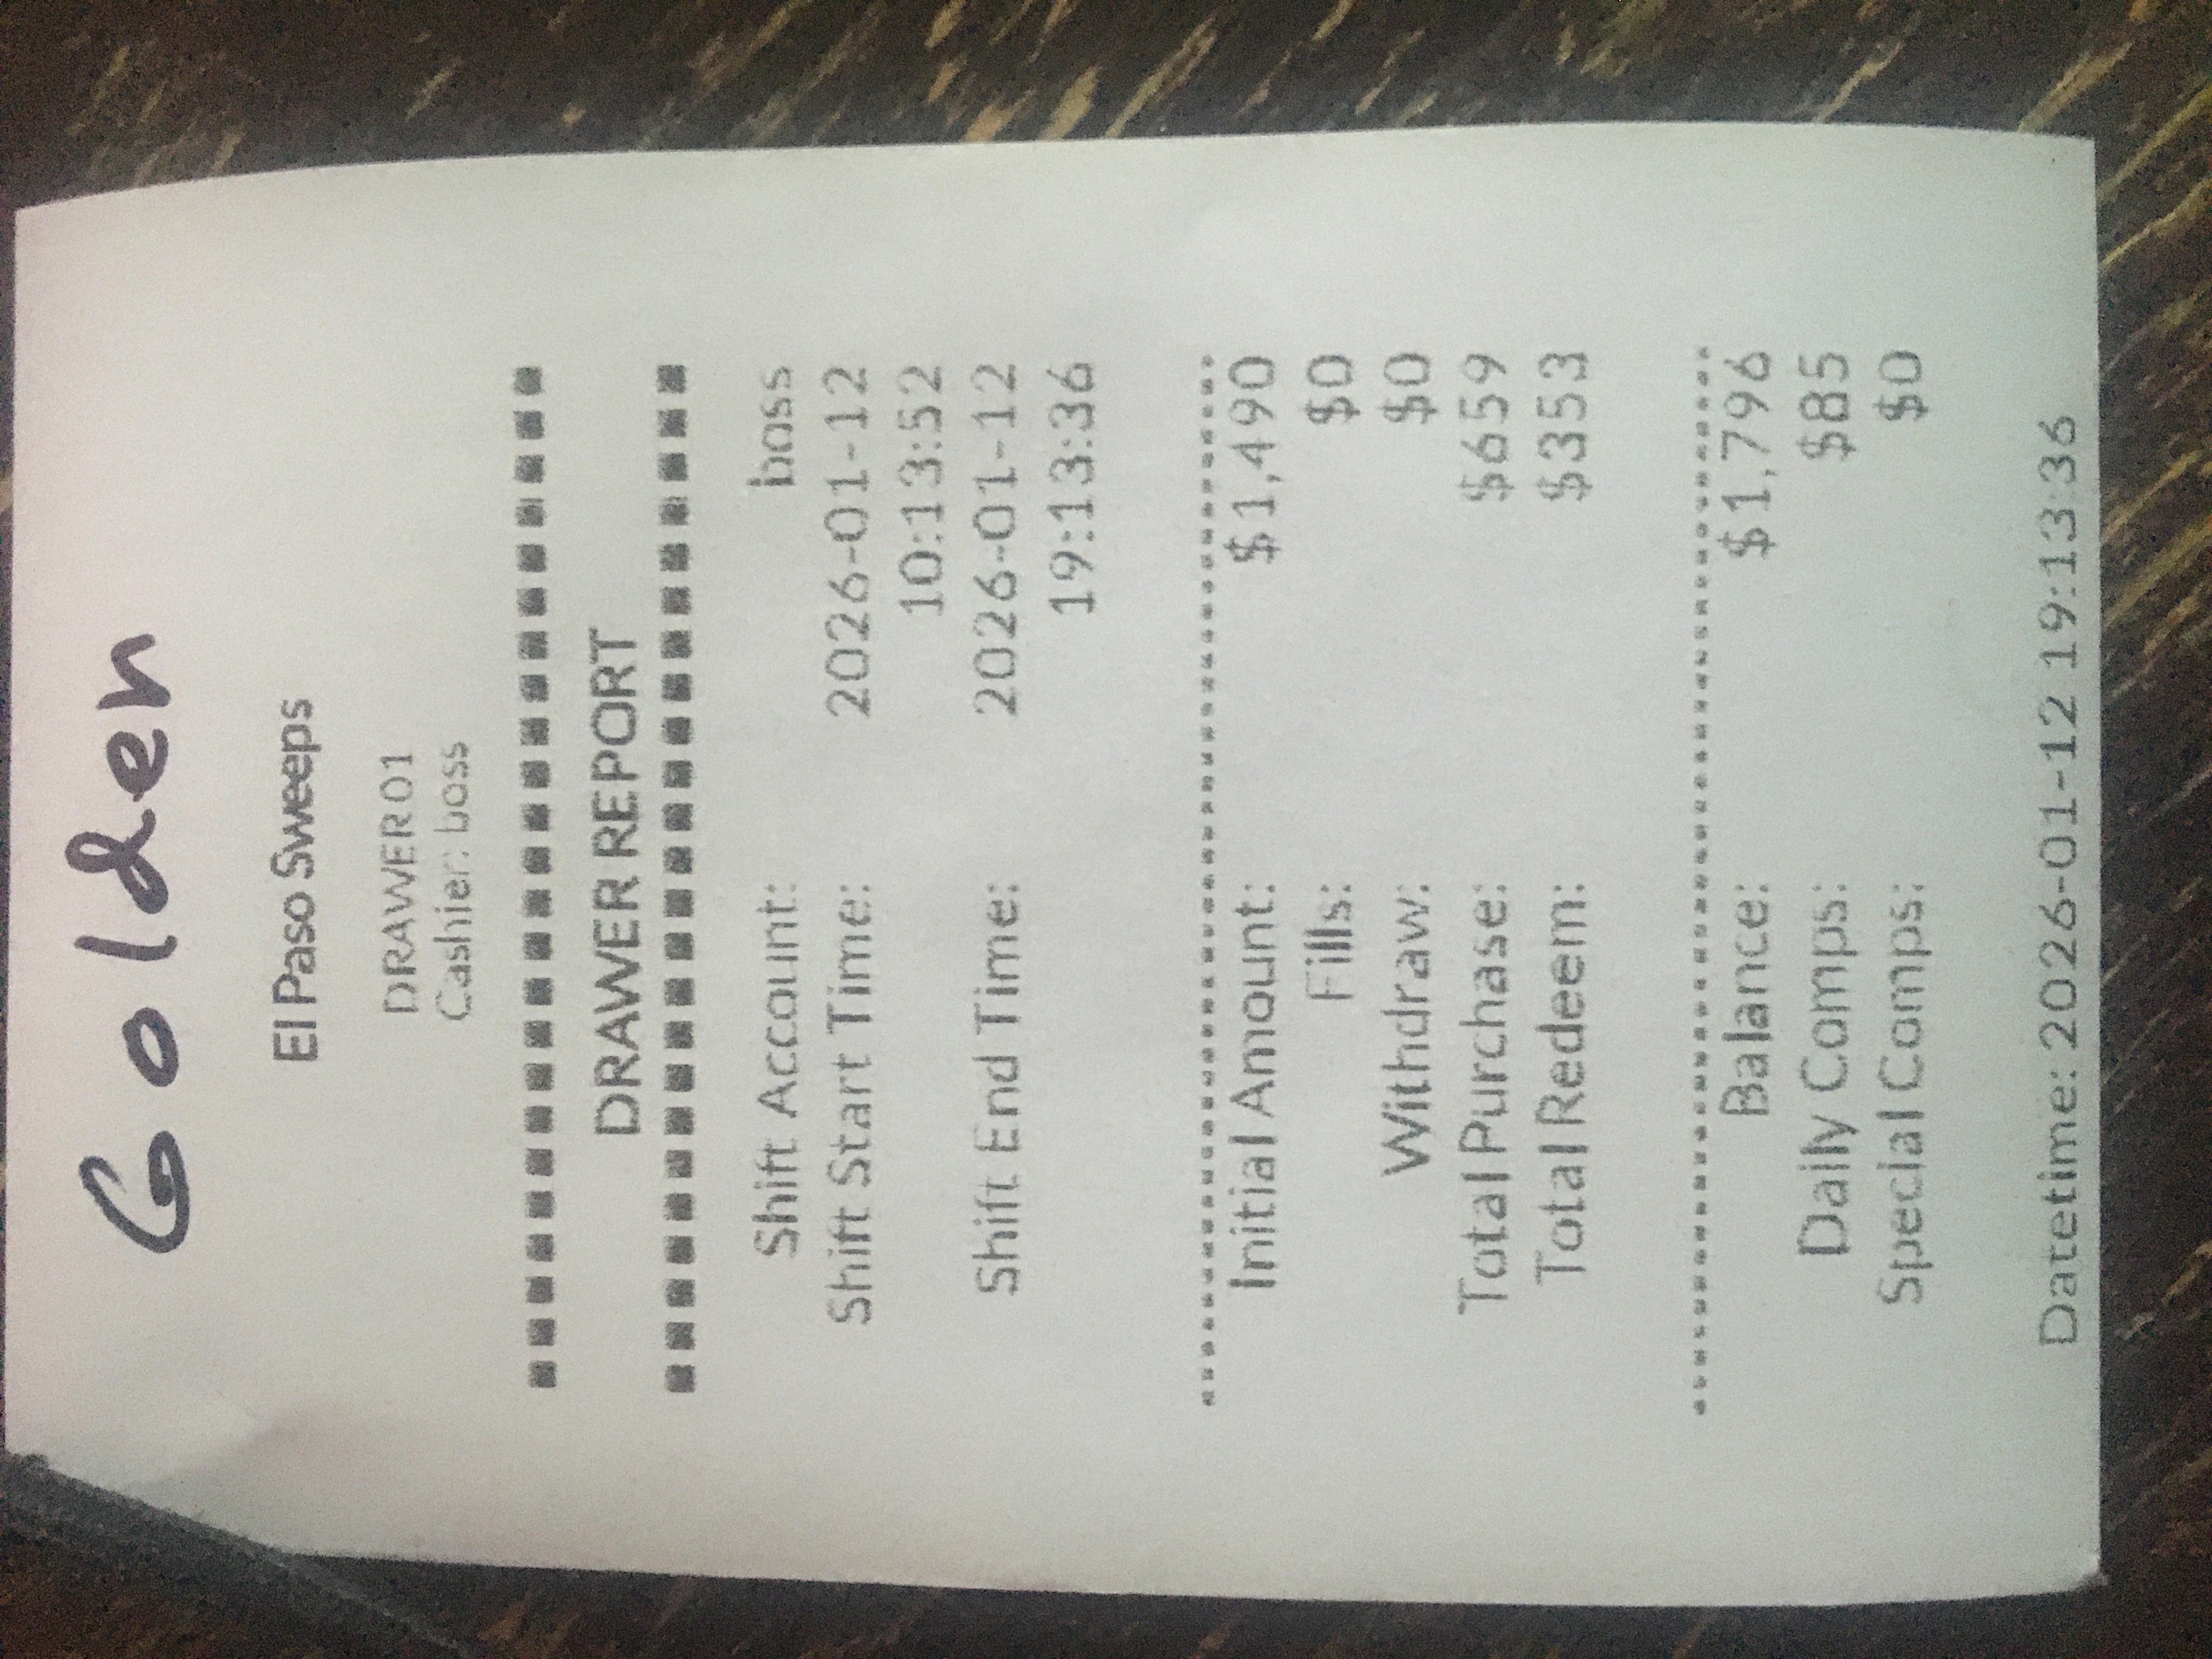 Golden
El Paso Sweeps
DRAWER01
Cashier: boss
DRAWER REPORT
Shift Account: boss
Shift Start Time: 2026-01-12
10:13:52
Shift End Time: 2026-01-12
19:13:36
Initial Amount: $1,490
Fills: $0
Withdraw: $0
Total Purchase: $659
Total Redeem: $353
Balance: $1,796
Daily Comps: $85
Special Comps: $0
Datetime: 2026-01-12 19:13:36